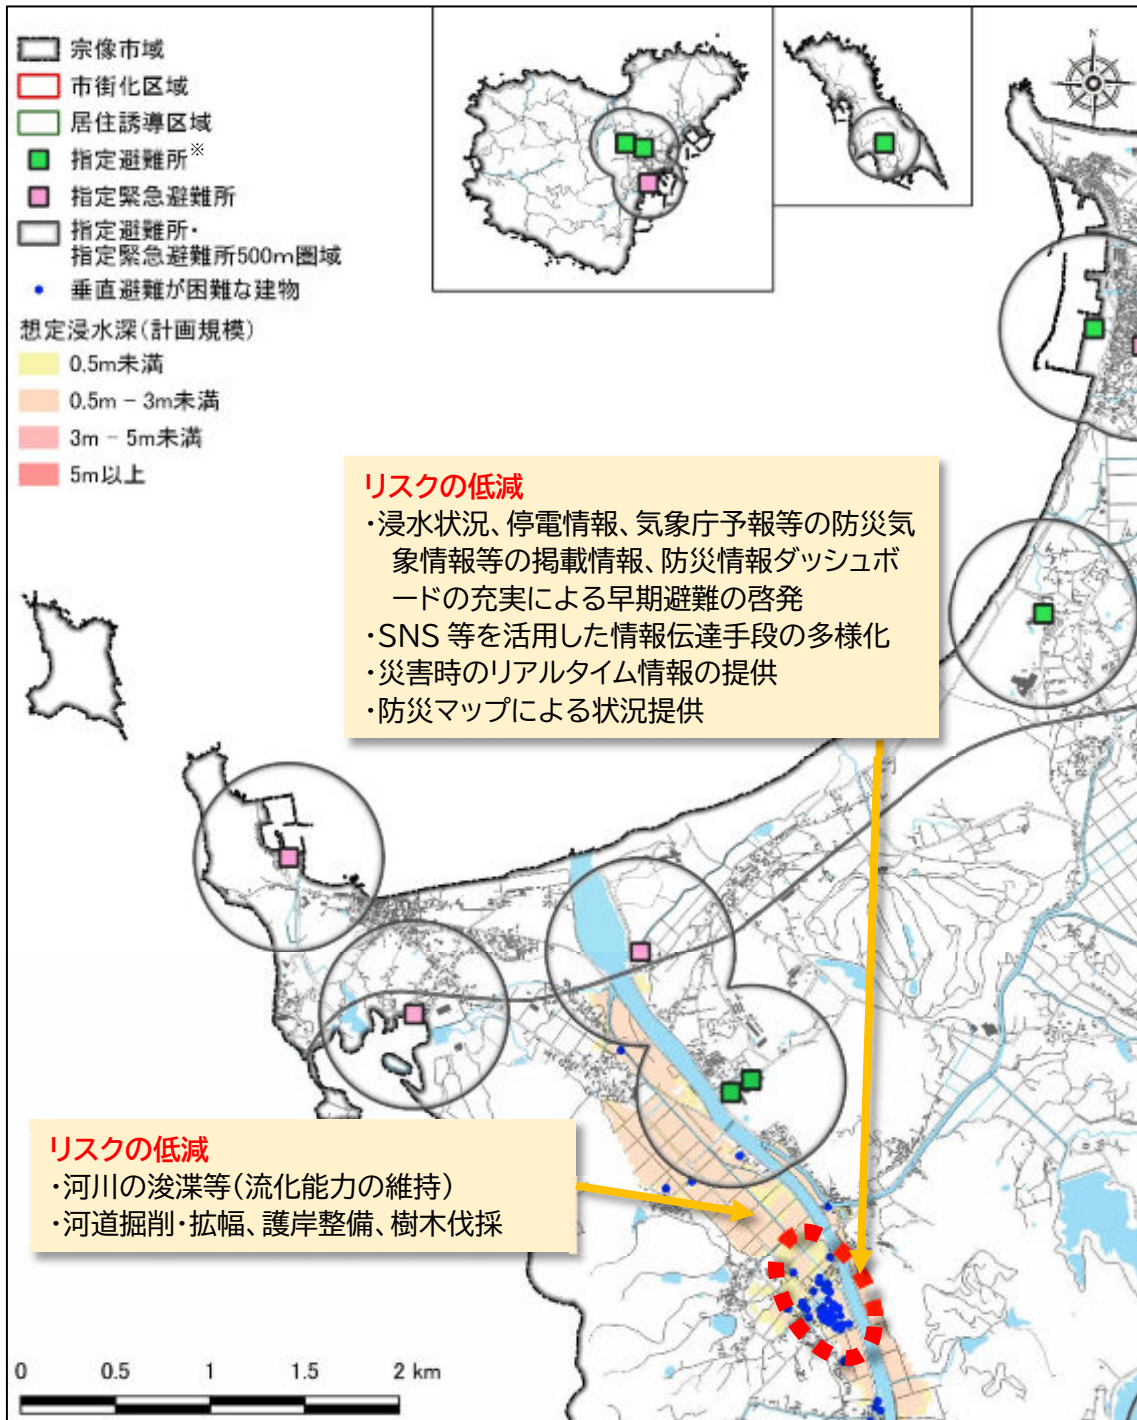 宗像市域
市街化区域
居住誘導区域
指定避難所※
指定緊急避難所
指定避難所・
指定緊急避難所500m圏域
垂直避難が困難な建物
想定浸水深(計画規模)
0.5m未満
0.5m − 3m未満
3m − 5m未満
5m以上
N
リスクの低減
・浸水状況、停電情報、気象庁予報等の防災気
象情報等の掲載情報、防災情報ダッシュボ
ードの充実による早期避難の啓発
・SNS 等を活用した情報伝達手段の多様化
・災害時のリアルタイム情報の提供
・防災マップによる状況提供
リスクの低減
・河川の浚渫等(流化能力の維持)
・河道掘削・拡幅、護岸整備、樹木伐採
0 0.5 1 2 km